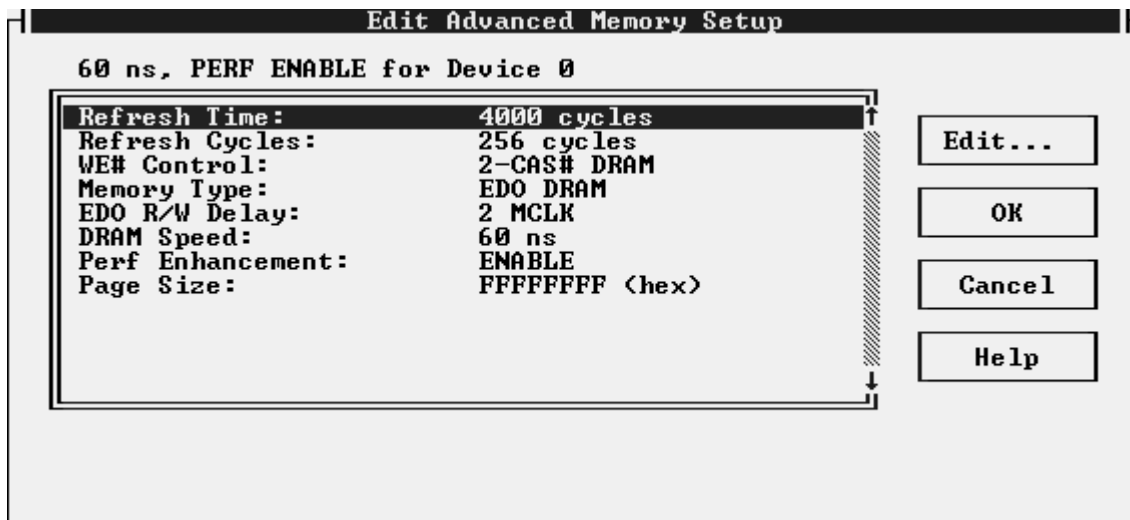 Edit Advanced Memory Setup
60 ns, PERF ENABLE for Device 0
Refresh Time: 4000 cycles
Refresh Cycles: 256 cycles
WE# Control: 2-CAS# DRAM
Memory Type: EDO DRAM
EDO R/W Delay: 2 MCLK
DRAM Speed: 60 ns
Perf Enhancement: ENABLE
Page Size: FFFFFFFF (hex)
Edit...
OK
Cancel
Help